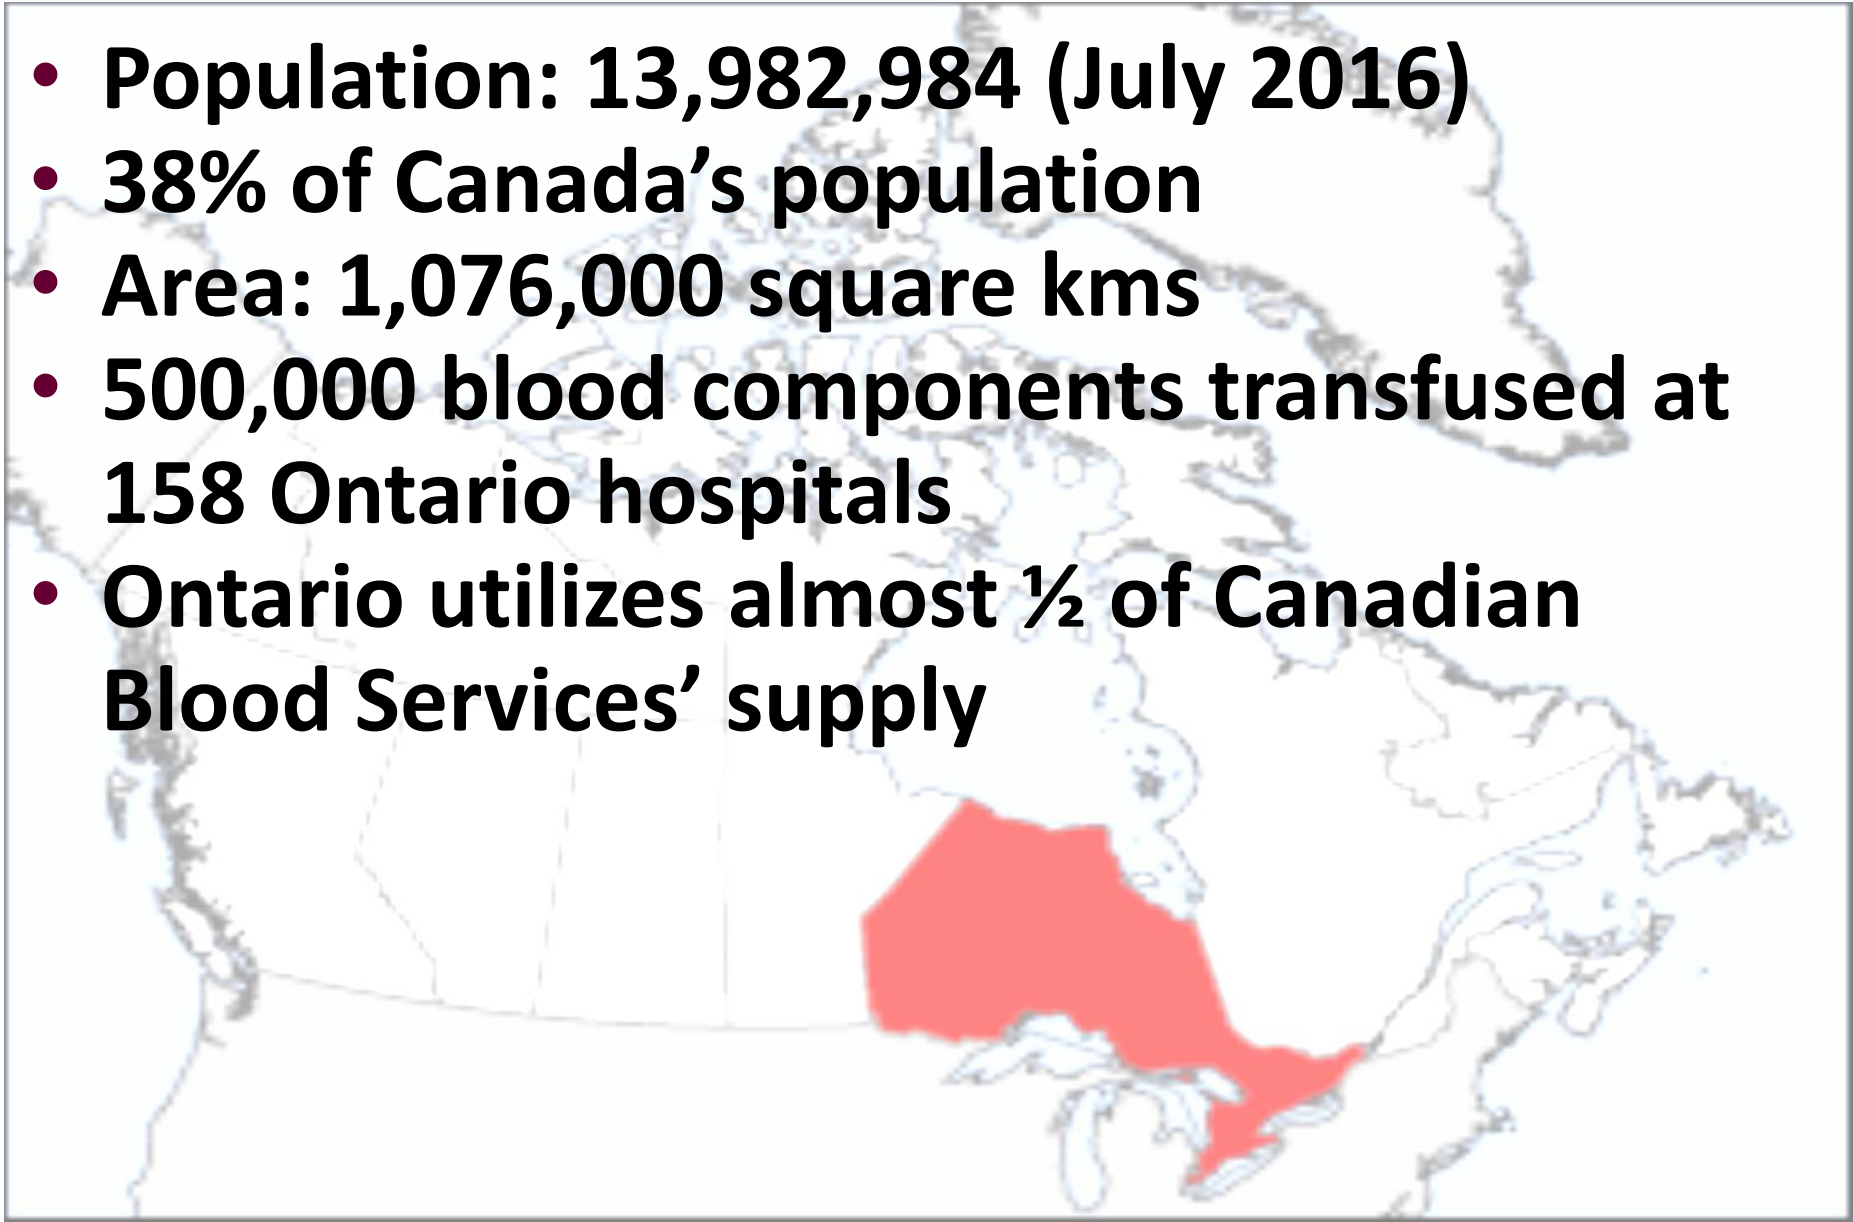 • Population: 13,982,984 (July 2016)
• 38% of Canada’s population
• Area: 1,076,000 square kms
• 500,000 blood components transfused at
158 Ontario hospitals
• Ontario utilizes almost ½ of Canadian
Blood Services’ supply